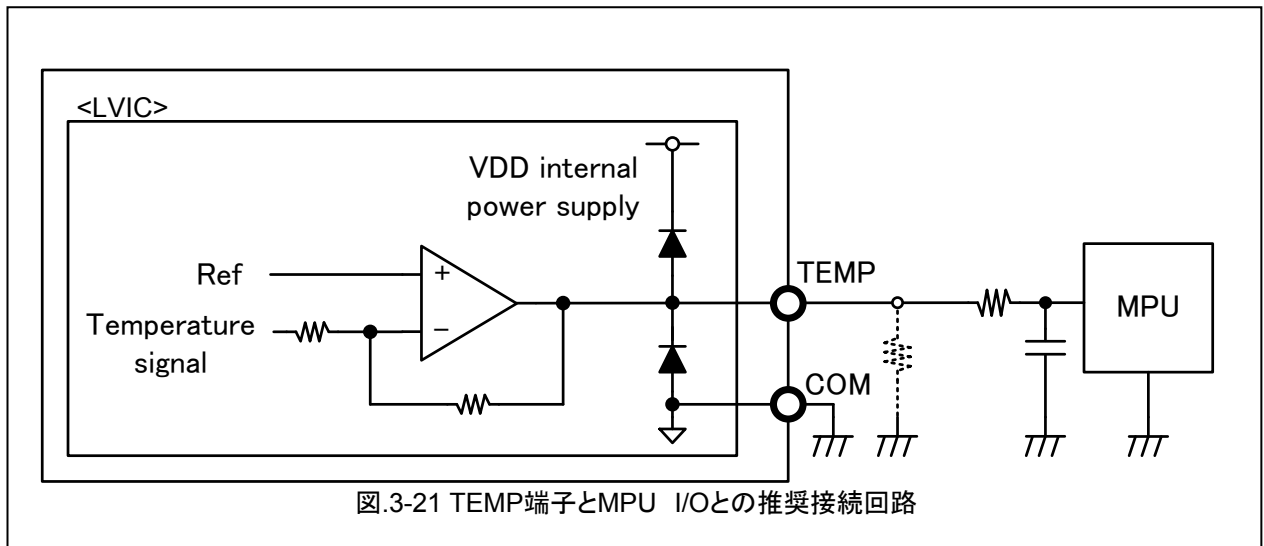 <LVIC>
VDD internal
power supply
Ref
+
Temperature
signal
−
TEMP
COM
MPU
図.3-21 TEMP端子とMPU I/Oとの推奨接続回路